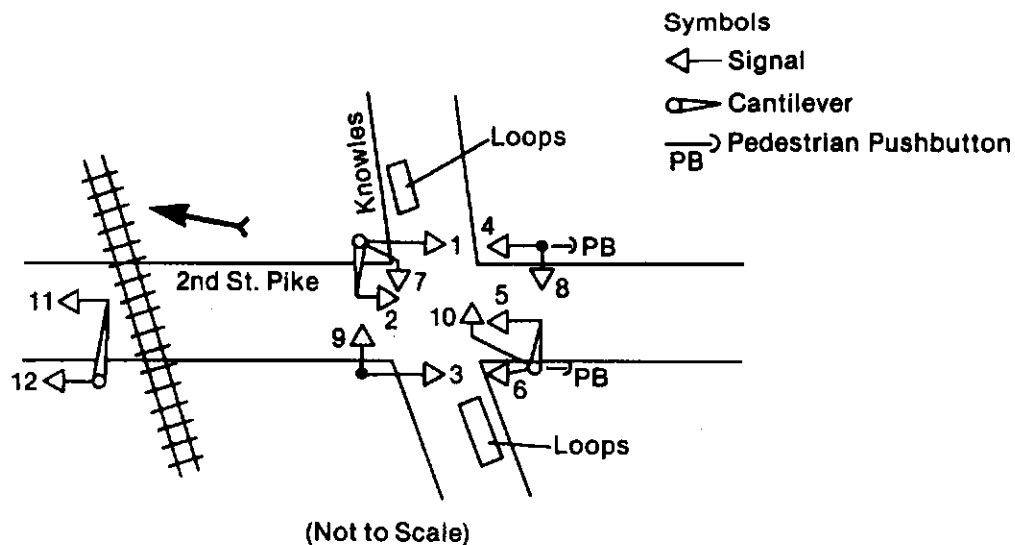 Symbols
Signal
Cantilever
PB Pedestrian Pushbutton
Loops
Knowles
1
4
PB
2nd St. Pike
7
8
11
2
10
5
9
12
3
6
PB
Loops
(Not to Scale)